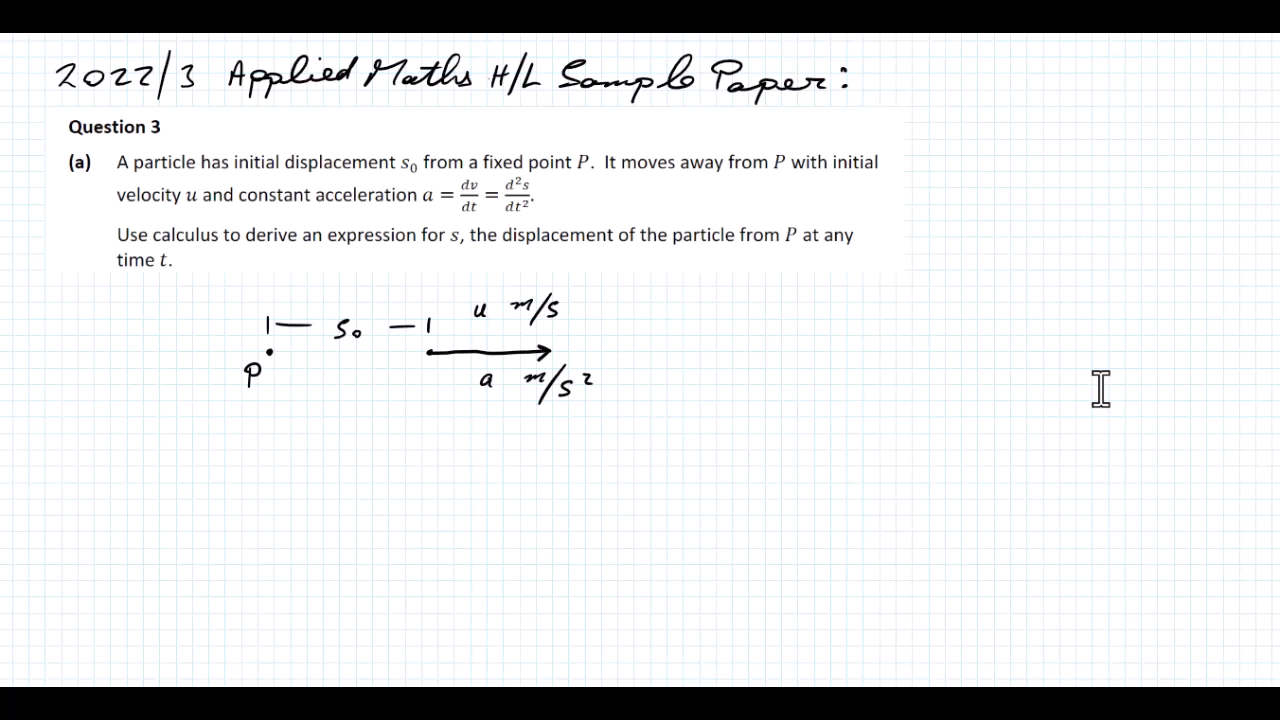 2022/3 Applied Maths H/L Sample Paper:
Question 3
(a) A particle has initial displacement s₀ from a fixed point P. It moves away from P with initial
velocity u and constant acceleration a = dv/dt = d²s/dt².
Use calculus to derive an expression for s, the displacement of the particle from P at any
time t.
u m/s
|— s₀ —|
P
a m/s²